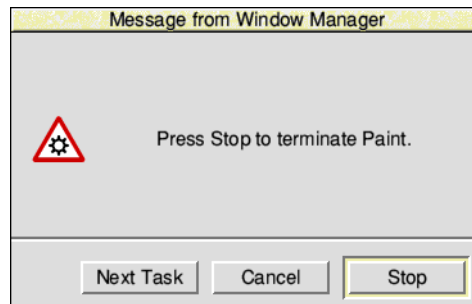 Message from Window Manager
Press Stop to terminate Paint.
Next Task Cancel Stop